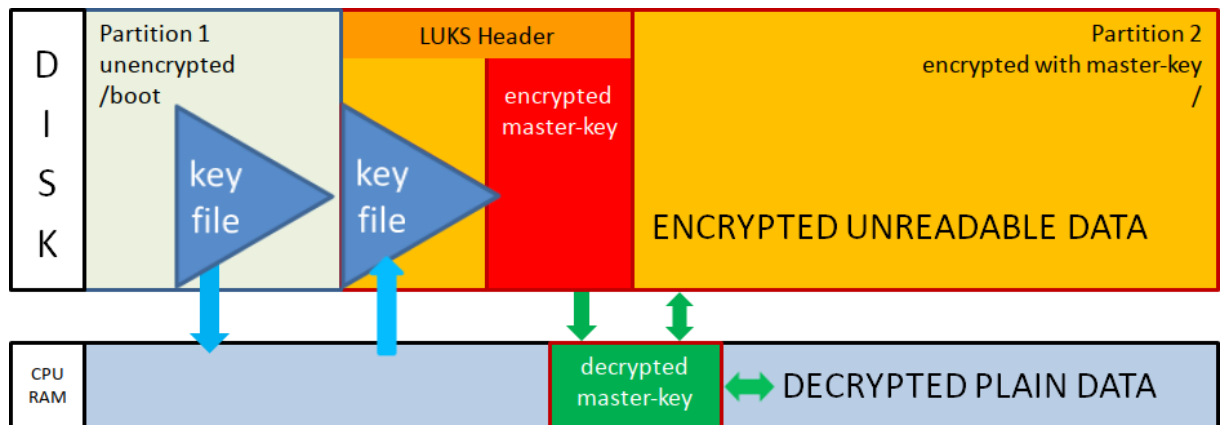 D
I
S
K
Partition 1
unencrypted
/boot
key
file
LUKS Header
key
file
encrypted
master-key
Partition 2
encrypted with master-key
/
ENCRYPTED UNREADABLE DATA
CPU
RAM
decrypted
master-key
DECRYPTED PLAIN DATA